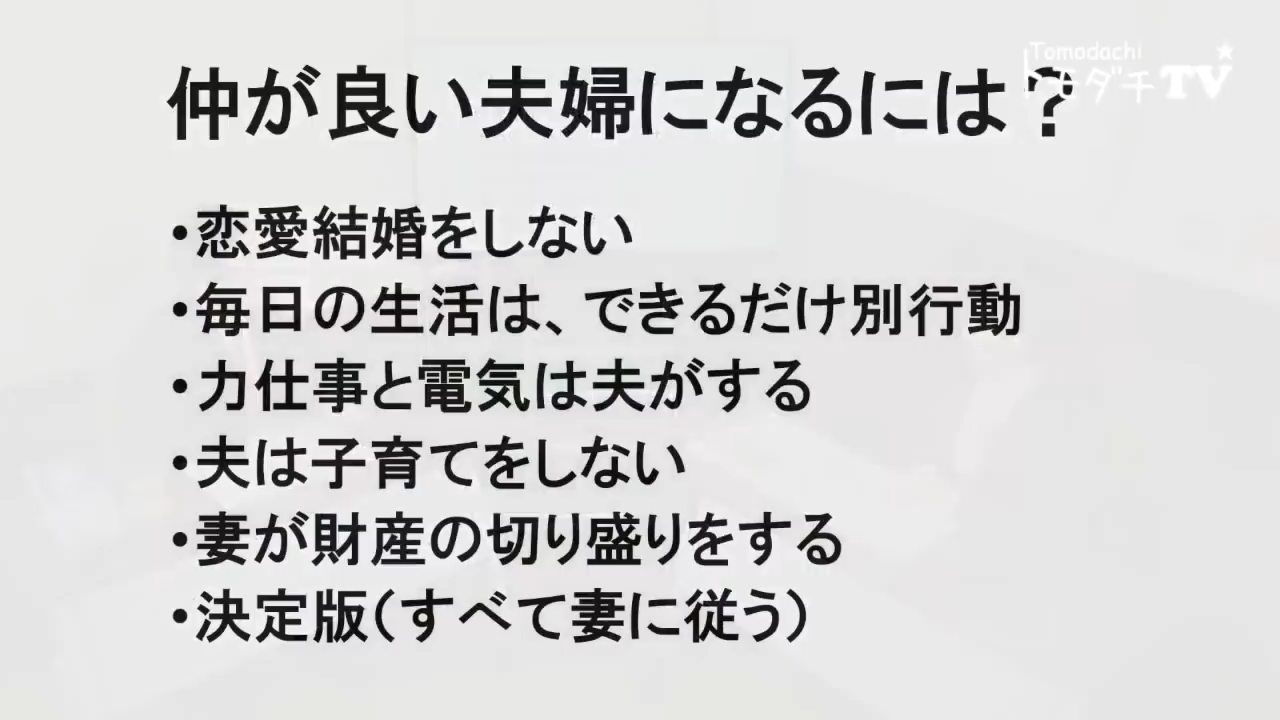 仲が良い夫婦になるには？
Tomodachi
トモダチTV
・恋愛結婚をしない
・毎日の生活は、できるだけ別行動
・力仕事と電気は夫がする
・夫は子育てをしない
・妻が財産の切り盛りをする
・決定版（すべて妻に従う）